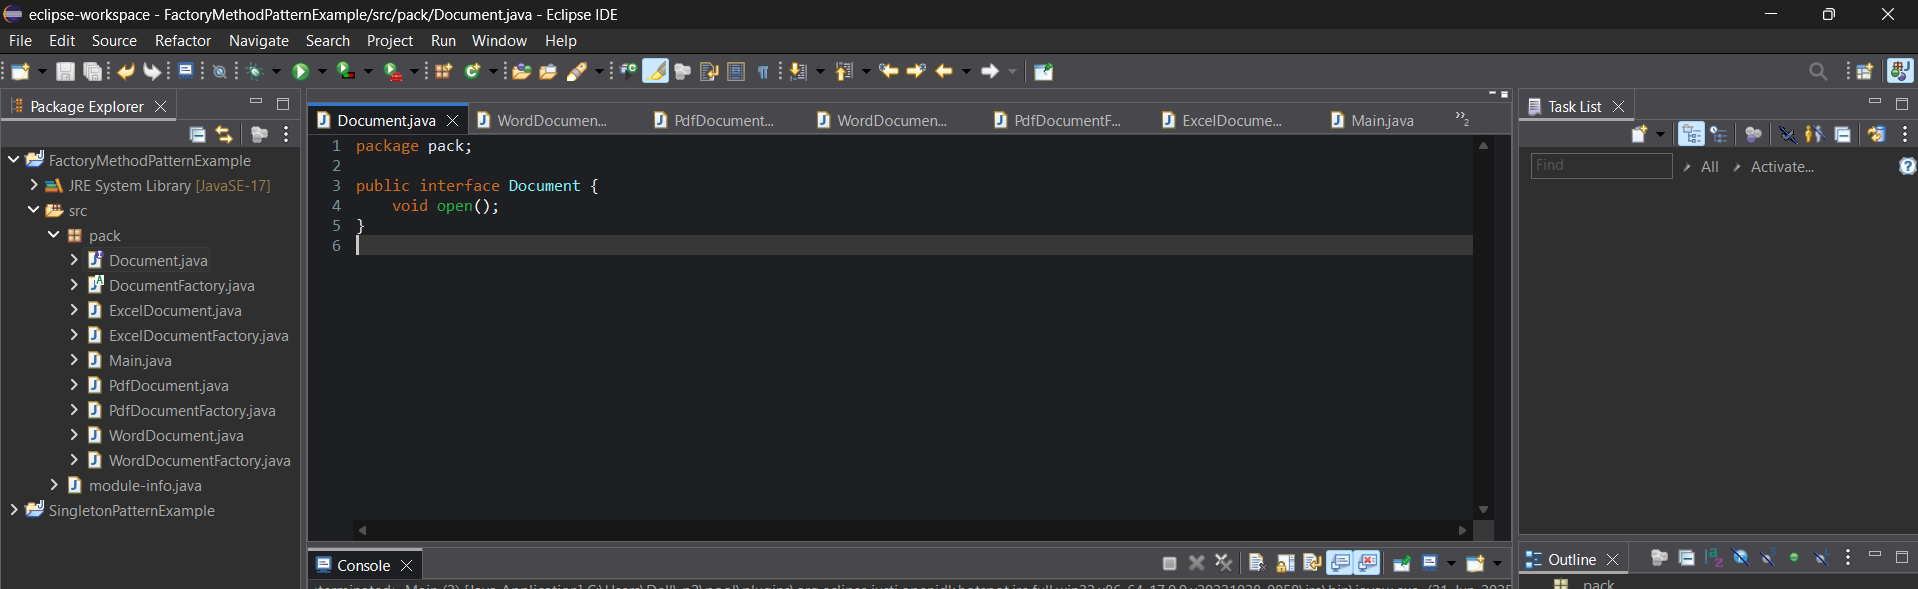 eclipse-workspace - FactoryMethodPatternExample/src/pack/Document.java - Eclipse IDE
File Edit Source Refactor Navigate Search Project Run Window Help
Package Explorer
FactoryMethodPatternExample
JRE System Library [JavaSE-17]
src
pack
Document.java
DocumentFactory.java
ExcelDocument.java
ExcelDocumentFactory.java
Main.java
PdfDocument.java
PdfDocumentFactory.java
WordDocument.java
WordDocumentFactory.java
module-info.java
SingletonPatternExample
Document.java WordDocumen... PdfDocument... WordDocumen... PdfDocumentF... ExcelDocume... Main.java »2
1 package pack;
2
3 public interface Document {
4 void open();
5 }
6
Console
Task List
Find All Activate...
Outline
pack